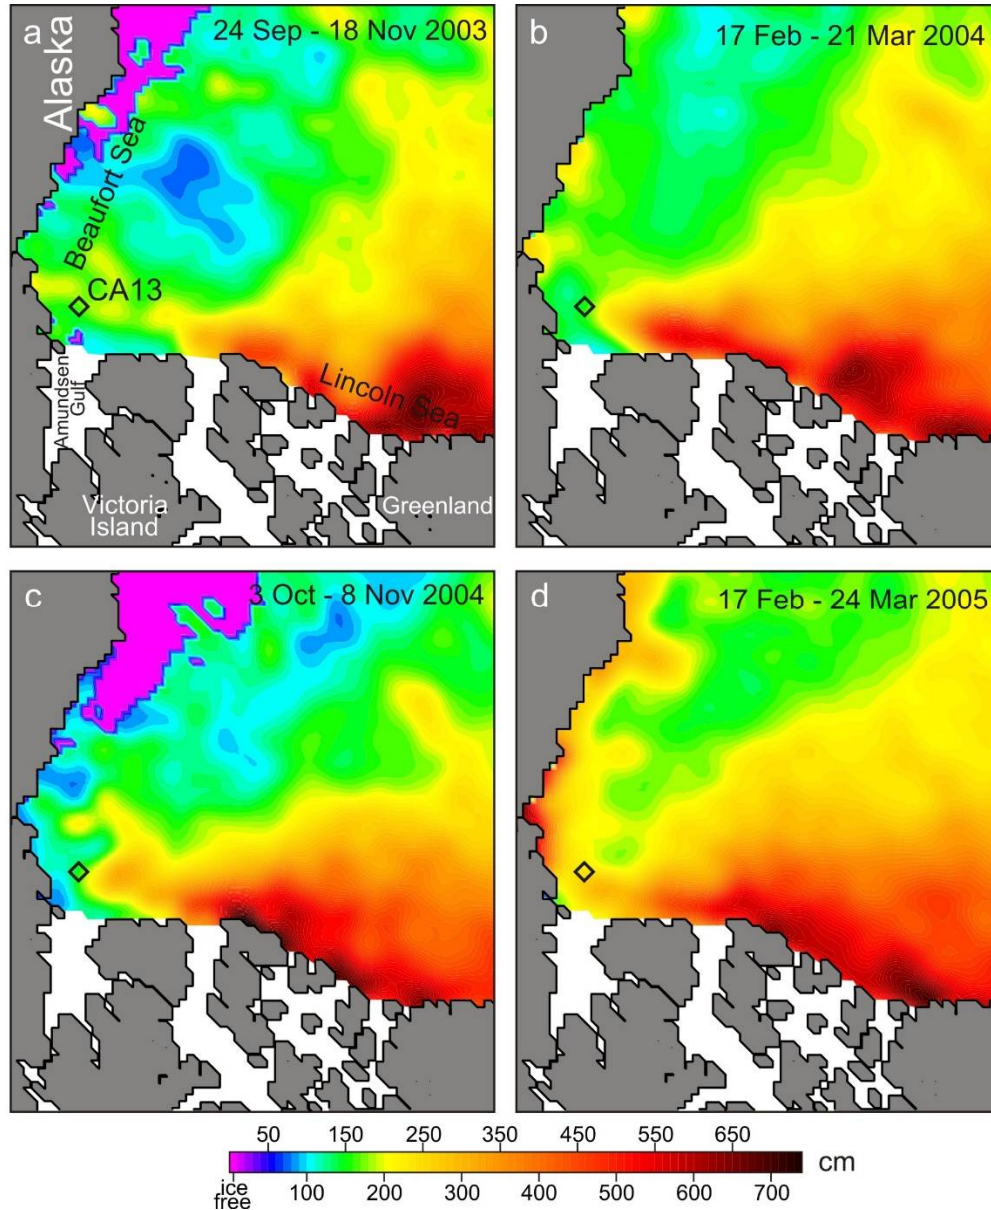 a
24 Sep - 18 Nov 2003
Alaska
Beaufort Sea
CA13
Lincoln Sea
Amundsen
Gulf
Victoria
Island
Greenland
b
17 Feb - 21 Mar 2004
c
3 Oct - 8 Nov 2004
d
17 Feb - 24 Mar 2005
50 150 250 350 450 550 650
cm
ice
free
100 200 300 400 500 600 700